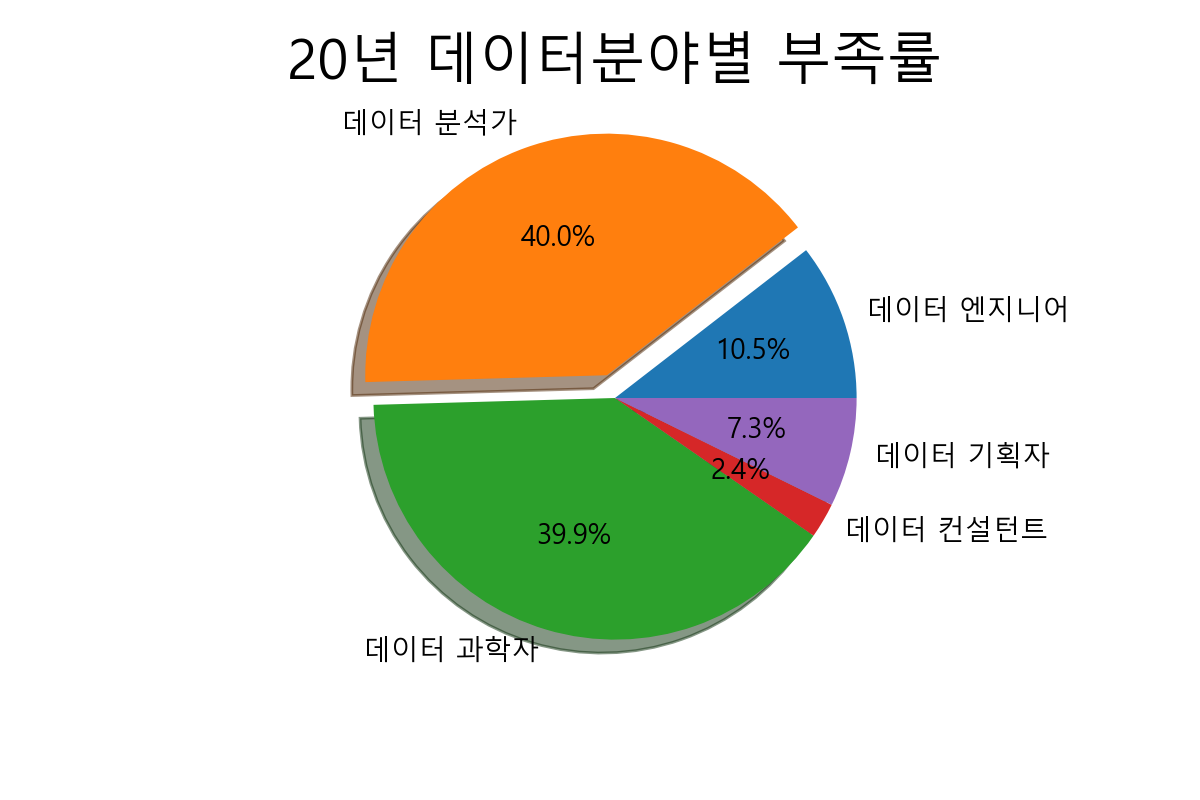 20년 데이터분야별 부족률
데이터 분석가
40.0%
데이터 엔지니어
10.5%
7.3%
데이터 기획자
2.4%
데이터 컨설턴트
39.9%
데이터 과학자